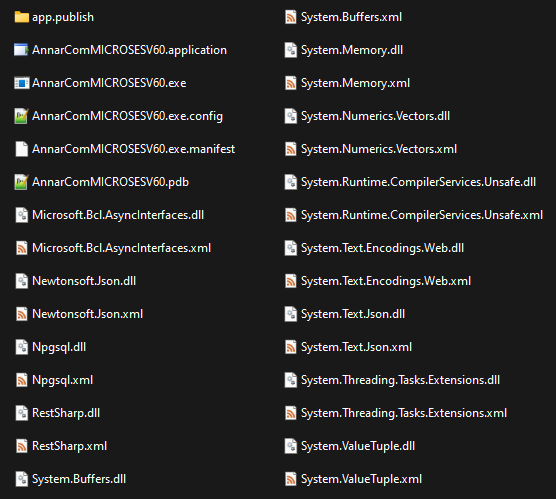 app.publish
AnnarComMICROSESV60.application
AnnarComMICROSESV60.exe
AnnarComMICROSESV60.exe.config
AnnarComMICROSESV60.exe.manifest
AnnarComMICROSESV60.pdb
Microsoft.Bcl.AsyncInterfaces.dll
Microsoft.Bcl.AsyncInterfaces.xml
Newtonsoft.Json.dll
Newtonsoft.Json.xml
Npgsql.dll
Npgsql.xml
RestSharp.dll
RestSharp.xml
System.Buffers.dll
System.Buffers.xml
System.Memory.dll
System.Memory.xml
System.Numerics.Vectors.dll
System.Numerics.Vectors.xml
System.Runtime.CompilerServices.Unsafe.dll
System.Runtime.CompilerServices.Unsafe.xml
System.Text.Encodings.Web.dll
System.Text.Encodings.Web.xml
System.Text.Json.dll
System.Text.Json.xml
System.Threading.Tasks.Extensions.dll
System.Threading.Tasks.Extensions.xml
System.ValueTuple.dll
System.ValueTuple.xml